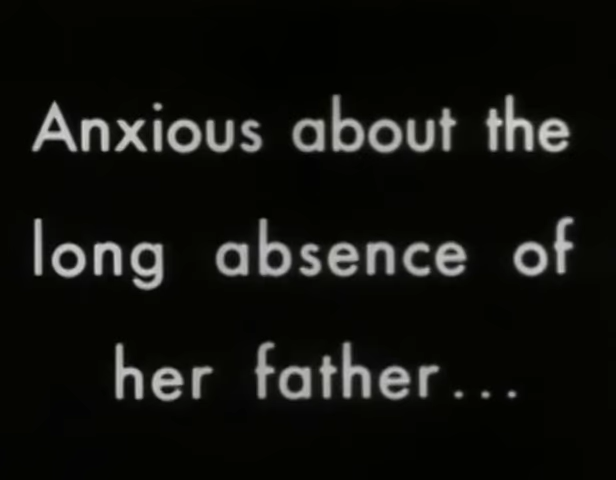 Anxious about the
long absence of
her father...